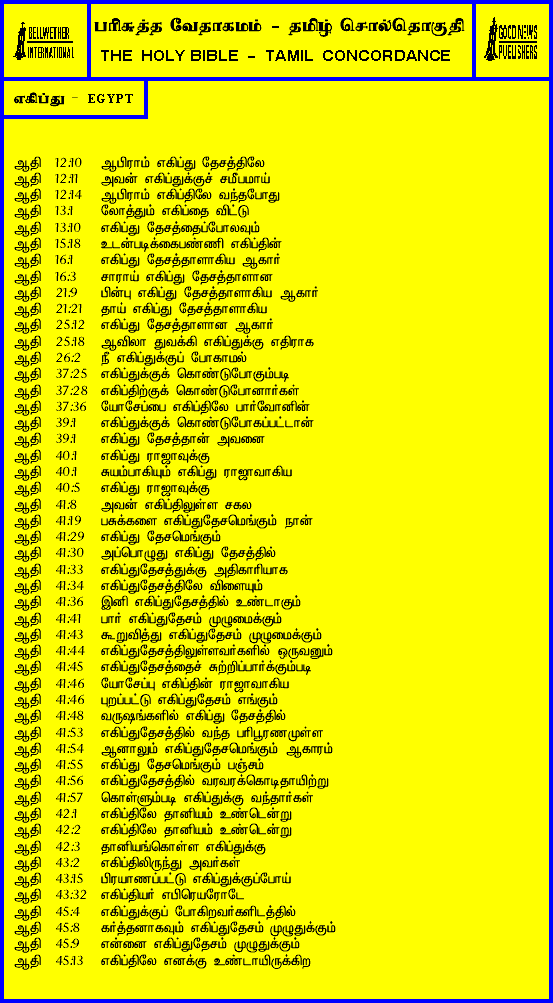 BELLWETHER
INTERNATIONAL
பரிசுத்த வேதாகமம் - தமிழ் சொல்தொகுதி
THE HOLY BIBLE - TAMIL CONCORDANCE
GOOD NEWS
PUBLISHERS
எகிப்து - EGYPT
ஆதி 12:10 ஆபிராம் எகிப்து தேசத்திலே
ஆதி 12:11 அவன் எகிப்துக்குச் சமீபமாய்
ஆதி 12:14 ஆபிராம் எகிப்திலே வந்தபோது
ஆதி 13:1 லோத்தும் எகிப்தை விட்டு
ஆதி 13:10 எகிப்து தேசத்தைப்போலவும்
ஆதி 15:18 உடன்படிக்கைபண்ணி எகிப்தின்
ஆதி 16:1 எகிப்து தேசத்தாளாகிய ஆகார்
ஆதி 16:3 சாராய் எகிப்து தேசத்தாளான
ஆதி 21:9 பின்பு எகிப்து தேசத்தாளாகிய ஆகார்
ஆதி 21:21 தாய் எகிப்து தேசத்தாளாகிய
ஆதி 25:12 எகிப்து தேசத்தாளான ஆகார்
ஆதி 25:18 ஆவிலா துவக்கி எகிப்துக்கு எதிராக
ஆதி 26:2 நீ எகிப்துக்குப் போகாமல்
ஆதி 37:25 எகிப்துக்குக் கொண்டுபோகும்படி
ஆதி 37:28 எகிப்திற்குக் கொண்டுபோனார்கள்
ஆதி 37:36 யோசேப்பை எகிப்திலே பார்வோனின்
ஆதி 39:1 எகிப்துக்குக் கொண்டுபோகப்பட்டான்
ஆதி 39:1 எகிப்து தேசத்தான் அவனை
ஆதி 40:1 எகிப்து ராஜாவுக்கு
ஆதி 40:1 சுயம்பாகியும் எகிப்து ராஜாவாகிய
ஆதி 40:5 எகிப்து ராஜாவுக்கு
ஆதி 41:8 அவன் எகிப்திலுள்ள சகல
ஆதி 41:19 பசுக்களை எகிப்துதேசமெங்கும் நான்
ஆதி 41:29 எகிப்து தேசமெங்கும்
ஆதி 41:30 அப்பொழுது எகிப்து தேசத்தில்
ஆதி 41:33 எகிப்துதேசத்துக்கு அதிகாரியாக
ஆதி 41:34 எகிப்துதேசத்திலே விளையும்
ஆதி 41:36 இனி எகிப்துதேசத்தில் உண்டாகும்
ஆதி 41:41 பார் எகிப்துதேசம் முழுமைக்கும்
ஆதி 41:43 கூறுவித்து எகிப்துதேசம் முழுமைக்கும்
ஆதி 41:44 எகிப்துதேசத்திலுள்ளவர்களில் ஒருவனும்
ஆதி 41:45 எகிப்துதேசத்தைச் சுற்றிப்பார்க்கும்படி
ஆதி 41:46 யோசேப்பு எகிப்தின் ராஜாவாகிய
ஆதி 41:46 புறப்பட்டு எகிப்துதேசம் எங்கும்
ஆதி 41:48 வருஷங்களில் எகிப்து தேசத்தில்
ஆதி 41:53 எகிப்துதேசத்தில் வந்த பரிபூரணமுள்ள
ஆதி 41:54 ஆனாலும் எகிப்துதேசமெங்கும் ஆகாரம்
ஆதி 41:55 எகிப்து தேசமெங்கும் பஞ்சம்
ஆதி 41:56 எகிப்துதேசத்தில் வரவரக்கொடிதாயிற்று
ஆதி 41:57 கொள்ளும்படி எகிப்துக்கு வந்தார்கள்
ஆதி 42:1 எகிப்திலே தானியம் உண்டென்று
ஆதி 42:2 எகிப்திலே தானியம் உண்டென்று
ஆதி 42:3 தானியங்கொள்ள எகிப்துக்கு
ஆதி 43:2 எகிப்திலிருந்து அவர்கள்
ஆதி 43:15 பிரயாணப்பட்டு எகிப்துக்குப்போய்
ஆதி 43:32 எகிப்தியர் எபிரெயரோடே
ஆதி 45:4 எகிப்துக்குப் போகிறவர்களிடத்தில்
ஆதி 45:8 கர்த்தனாகவும் எகிப்துதேசம் முழுதுக்கும்
ஆதி 45:9 என்னை எகிப்துதேசம் முழுதுக்கும்
ஆதி 45:13 எகிப்திலே எனக்கு உண்டாயிருக்கிற